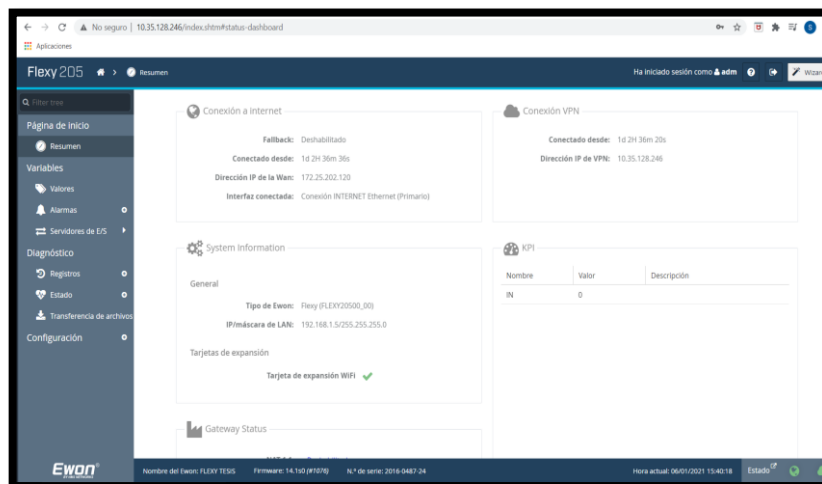 No seguro | 10.35.128.246/index.shtm#status-dashboard
Aplicaciones
Flexy 205 > Resumen
Ha iniciado sesión como adm
Wizard
Filter tree
Página de inicio
Resumen
Variables
Valores
Alarmas
Servidores de E/S
Diagnóstico
Registros
Estado
Transferencia de archivos
Configuración
Conexión a Internet
Fallback: Deshabilitado
Conectado desde: 1d 2H 36m 36s
Dirección IP de la Wan: 172.25.202.120
Interfaz conectada: Conexión INTERNET Ethernet (Primario)
Conexión VPN
Conectado desde: 1d 2H 36m 20s
Dirección IP de VPN: 10.35.128.246
System Information
General
Tipo de Ewon: Flexy (FLEXY20500_00)
IP/máscara de LAN: 192.168.1.5/255.255.255.0
Tarjetas de expansión
Tarjeta de expansión WiFi
KPI
Nombre Valor Descripción
IN 0
Gateway Status
Ewon®
Nombre del Ewon: FLEXY TESIS Firmware: 14.1s0 (#1076) N.º de serie: 2016-0487-24
Hora actual: 06/01/2021 15:40:18 Estado